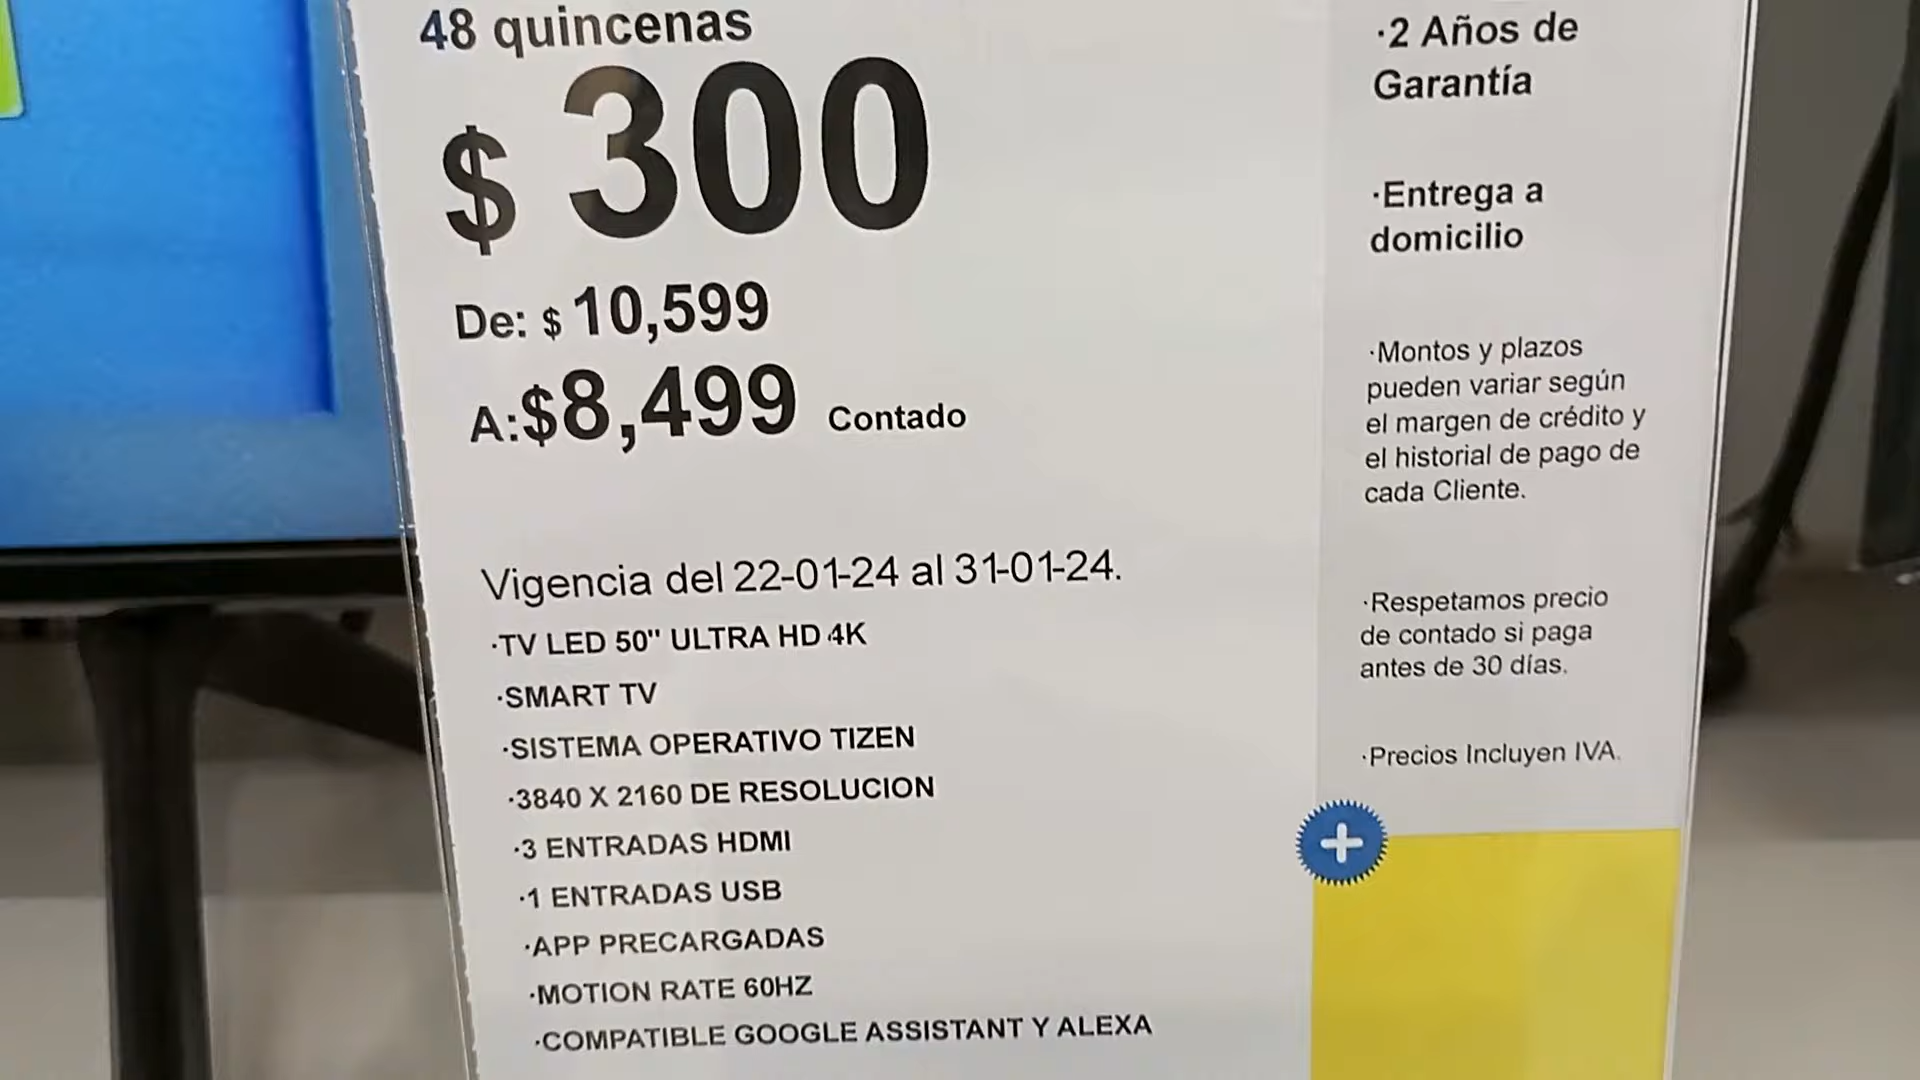 48 quincenas
$ 300
De: $ 10,599
A:$8,499 Contado
Vigencia del 22-01-24 al 31-01-24.
·TV LED 50" ULTRA HD 4K
·SMART TV
·SISTEMA OPERATIVO TIZEN
·3840 X 2160 DE RESOLUCION
·3 ENTRADAS HDMI
·1 ENTRADAS USB
·APP PRECARGADAS
·MOTION RATE 60HZ
·COMPATIBLE GOOGLE ASSISTANT Y ALEXA
·2 Años de
Garantía
·Entrega a
domicilio
·Montos y plazos
pueden variar según
el margen de crédito y
el historial de pago de
cada Cliente.
·Respetamos precio
de contado si paga
antes de 30 días.
·Precios Incluyen IVA.